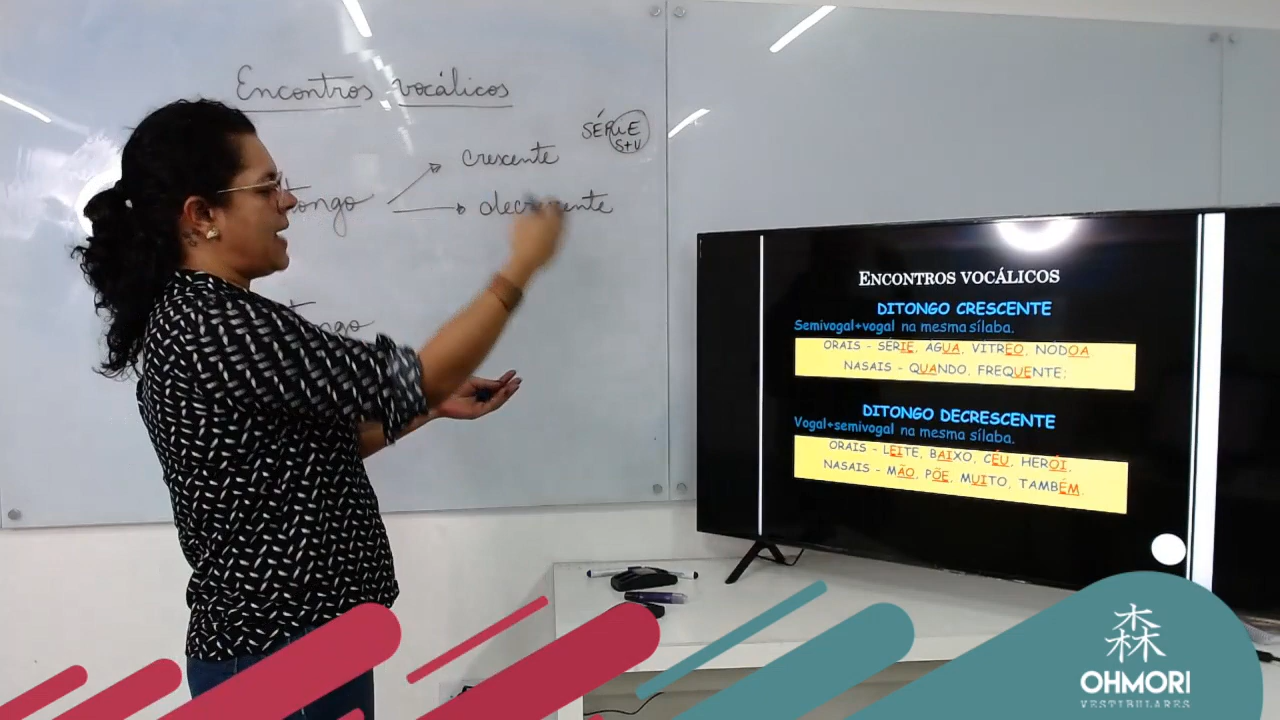 Encontros vocálicos
SÉRIE
S+V
crescente
decrescente
ENCONTROS VOCÁLICOS
DITONGO CRESCENTE
Semivogal+vogal na mesma sílaba.
ORAIS - SÉRIE, ÁGUA, VÍTREO, NÓDOA
NASAIS - QUANDO, FREQUENTE;
DITONGO DECRESCENTE
Vogal+semivogal na mesma sílaba.
ORAIS - LEITE, BAIXO, CÉU, HERÓI,
NASAIS - MÃO, PÕE, MUITO, TAMBÉM.
森
OHMORI
VESTIBULARES